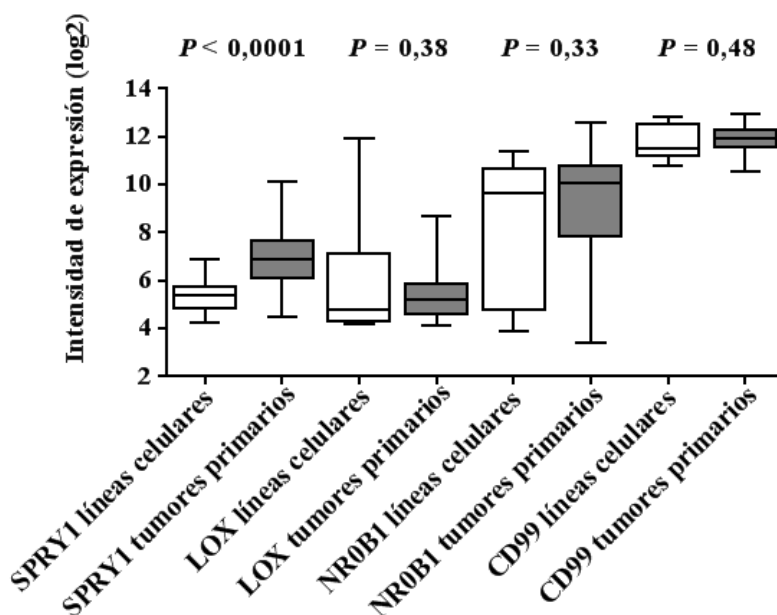 P < 0,0001 P = 0,38 P = 0,33 P = 0,48
Intensidad de expresión (log2)
14
12
10
8
6
4
2
SPRY1 líneas celulares
SPRY1 tumores primarios
LOX líneas celulares
LOX tumores primarios
NR0B1 líneas celulares
NR0B1 tumores primarios
CD99 líneas celulares
CD99 tumores primarios